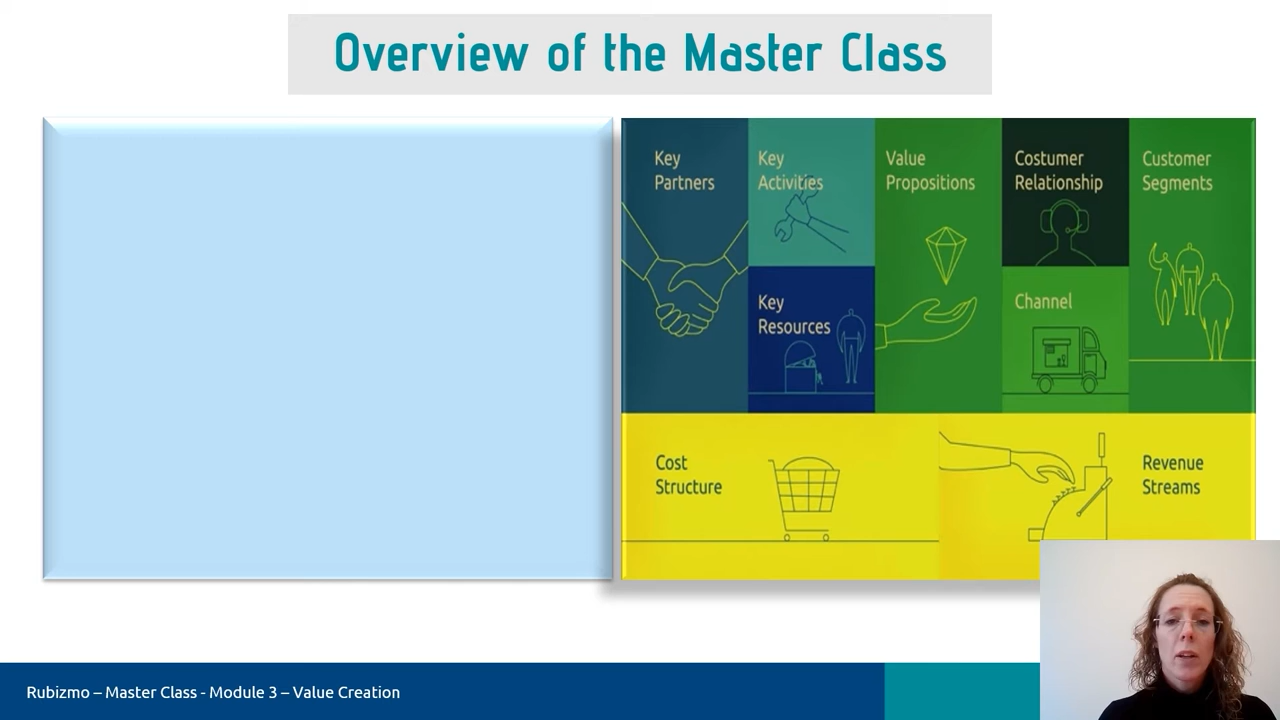 Overview of the Master Class
Key
Partners
Key
Activities
Key
Resources
Value
Propositions
Costumer
Relationship
Channel
Customer
Segments
Cost
Structure
Revenue
Streams
Rubizmo – Master Class - Module 3 – Value Creation